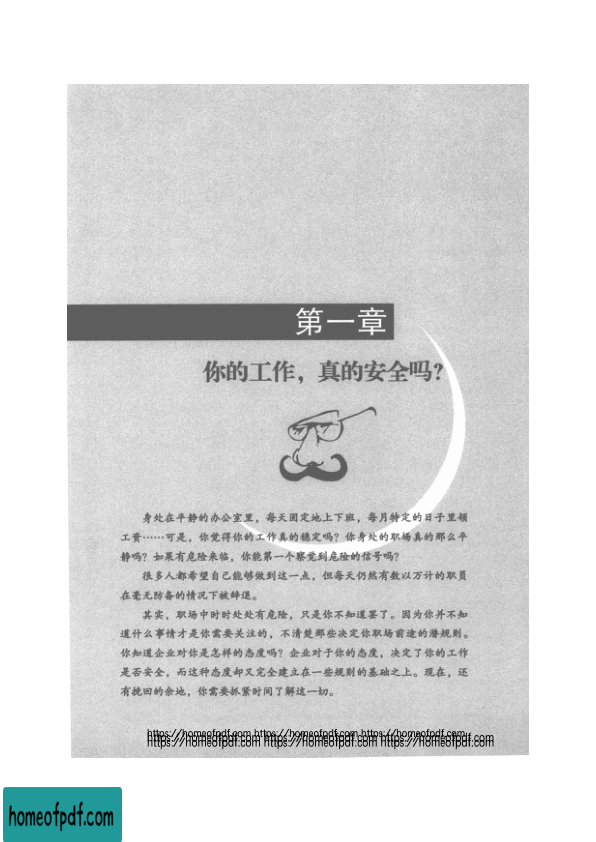 第一章
你的工作，真的安全吗？
身处在平静的办公室里，每天固定地上下班，每月特定的日子里领
工资……可是，你觉得你的工作真的稳定吗？你身处的职场真的那么平
静吗？如果有危险来临，你能第一个察觉到危险的信号吗？
很多人都希望自己能够做到这一点，但每天仍然有数以万计的职员
在毫无防备的情况下被辞退。
其实，职场中时时处处有危险，只是你不知道罢了。因为你并不知
道什么事情才是你需要关注的，不清楚那些决定你职场前途的潜规则。
你知道企业对你是怎样的态度吗？企业对于你的态度，决定了你的工作
是否安全，而这种态度却又完全建立在一些规则的基础之上。现在，还
有挽回的余地，你需要抓紧时间了解这一切。
https://homeofpdf.com https://homeofpdf.com https://homeofpdf.com
https://homeofpdf.com https://homeofpdf.com https://homeofpdf.com
homeofpdf.com